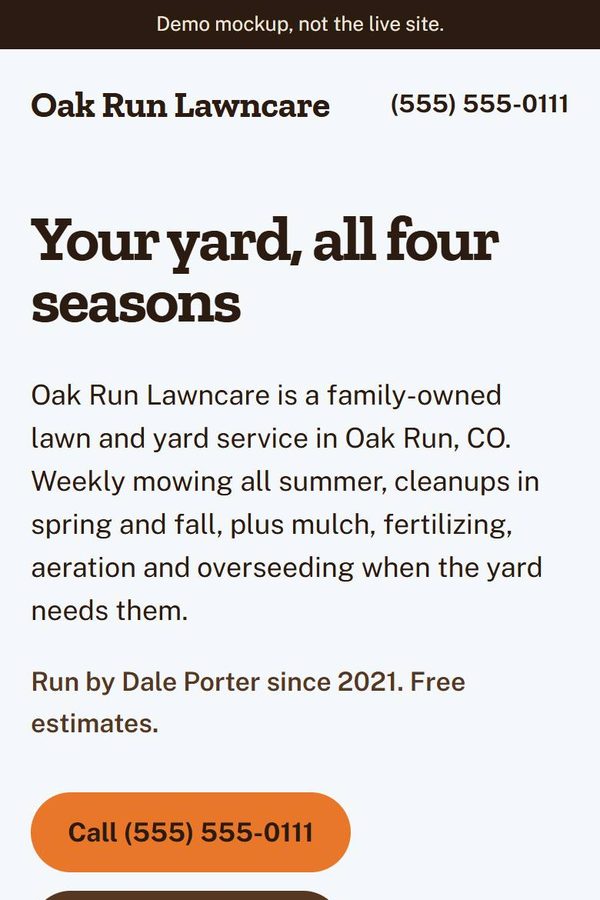 Demo mockup, not the live site.
Oak Run Lawncare
(555) 555-0111
Your yard, all four
seasons
Oak Run Lawncare is a family-owned
lawn and yard service in Oak Run, CO.
Weekly mowing all summer, cleanups in
spring and fall, plus mulch, fertilizing,
aeration and overseeding when the yard
needs them.
Run by Dale Porter since 2021. Free
estimates.
Call (555) 555-0111